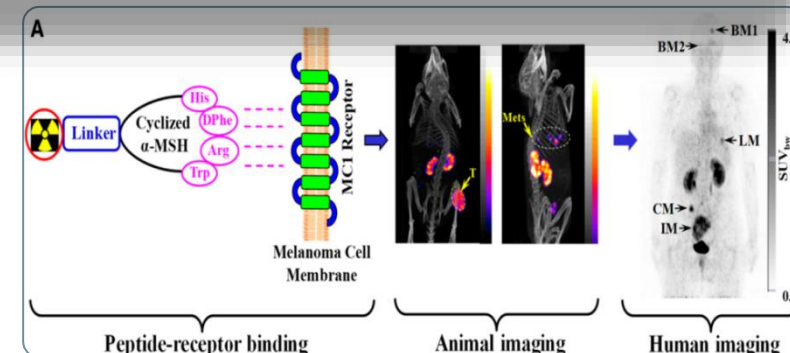 A
His
DPhe
Arg
Trp
Linker
Cyclized
α-MSH
MC1 Receptor
Melanoma Cell
Membrane
Mets
T
BM1
BM2
LM
CM
IM
Peptide-receptor binding
Animal imaging
Human imaging